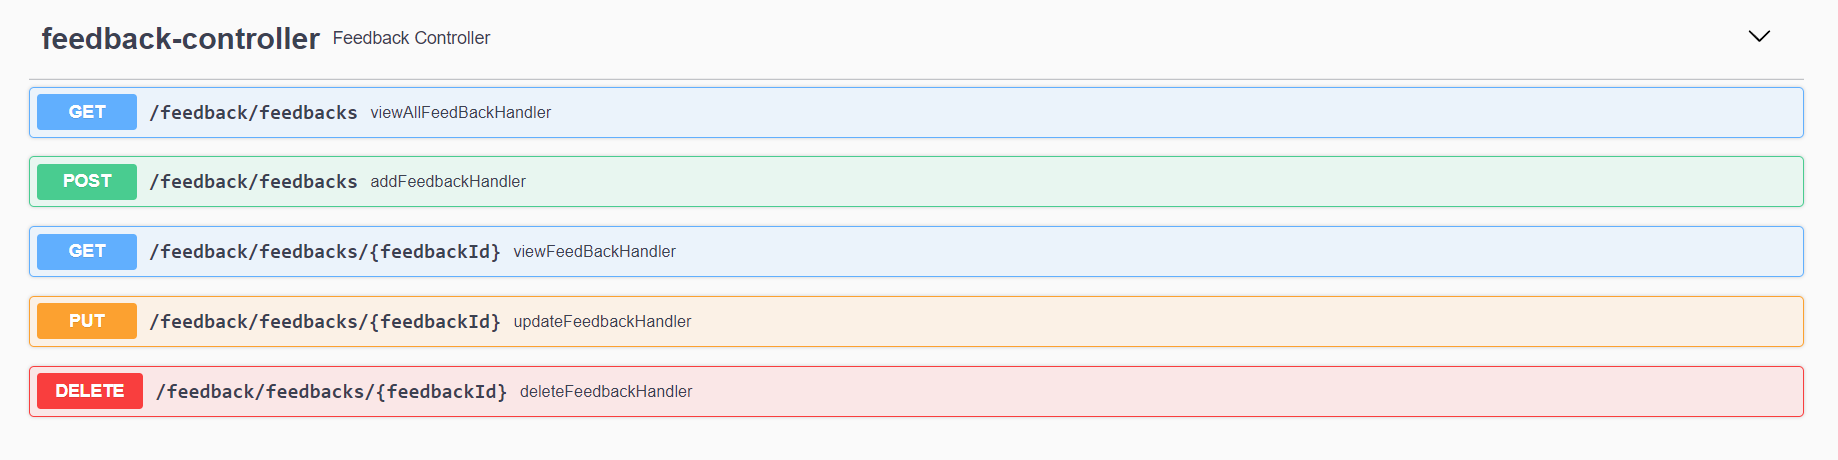 feedback-controller Feedback Controller
GET /feedback/feedbacks viewAllFeedBackHandler
POST /feedback/feedbacks addFeedbackHandler
GET /feedback/feedbacks/{feedbackId} viewFeedBackHandler
PUT /feedback/feedbacks/{feedbackId} updateFeedbackHandler
DELETE /feedback/feedbacks/{feedbackId} deleteFeedbackHandler